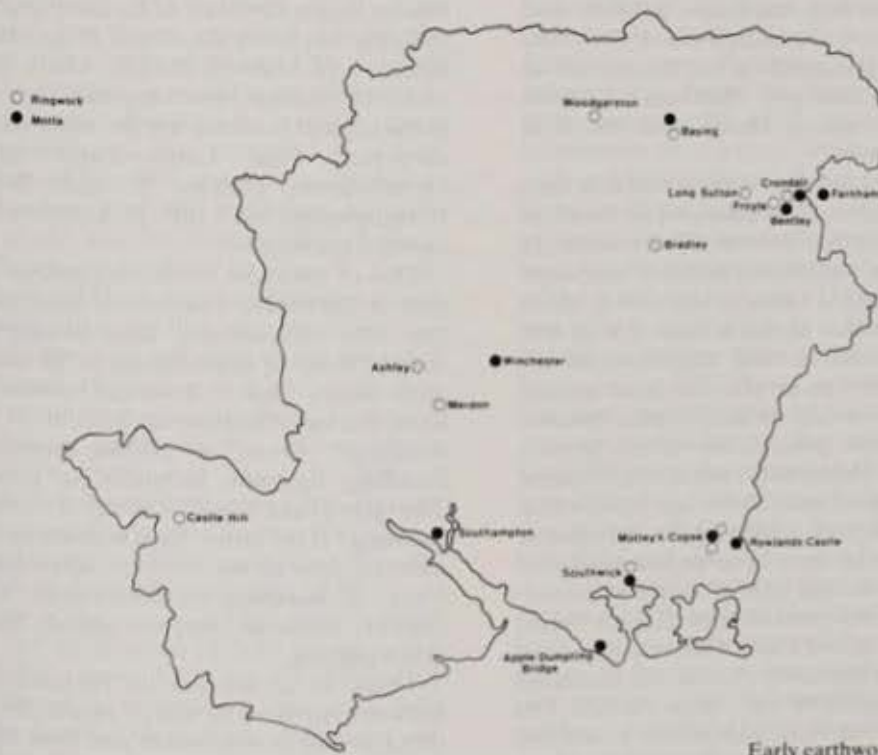 Ringwork
Motte
Woodgarston
Basing
Crondall
Long Sutton
Farnham
Froyle
Bentley
Bradley
Ashley
Winchester
Merdon
Castle Hill
Southampton
Motley's Copse
Rowlands Castle
Southwick
Apple Dumpling
Bridge
Early earthwo